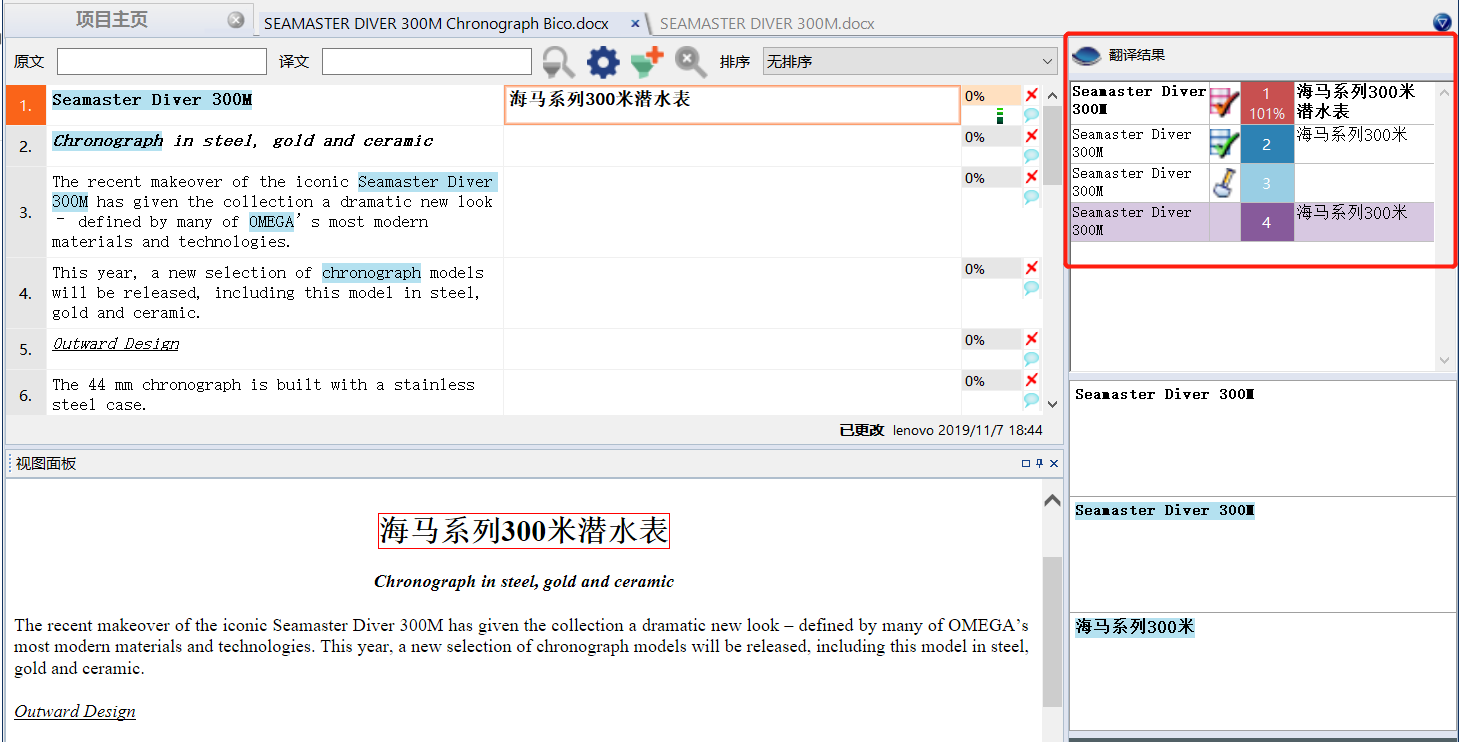 项目主页
SEAMASTER DIVER 300M Chronograph Bico.docx
SEAMASTER DIVER 300M.docx
原文
译文
排序
无排序
1.
Seamaster Diver 300M
海马系列300米潜水表
0%
2.
Chronograph in steel, gold and ceramic
0%
3.
The recent makeover of the iconic Seamaster Diver
300M has given the collection a dramatic new look
– defined by many of OMEGA's most modern
materials and technologies.
0%
4.
This year, a new selection of chronograph models
will be released, including this model in steel,
gold and ceramic.
0%
5.
Outward Design
0%
6.
The 44 mm chronograph is built with a stainless
steel case.
0%
已更改 lenovo 2019/11/7 18:44
视图面板
海马系列300米潜水表
Chronograph in steel, gold and ceramic
The recent makeover of the iconic Seamaster Diver 300M has given the collection a dramatic new look – defined by many of OMEGA's
most modern materials and technologies. This year, a new selection of chronograph models will be released, including this model in steel,
gold and ceramic.
Outward Design
翻译结果
Seamaster Diver
300M
1
101%
海马系列300米
潜水表
Seamaster Diver
300M
2
海马系列300米
Seamaster Diver
300M
3
Seamaster Diver
300M
4
海马系列300米
Seamaster Diver 300M
Seamaster Diver 300M
海马系列300米